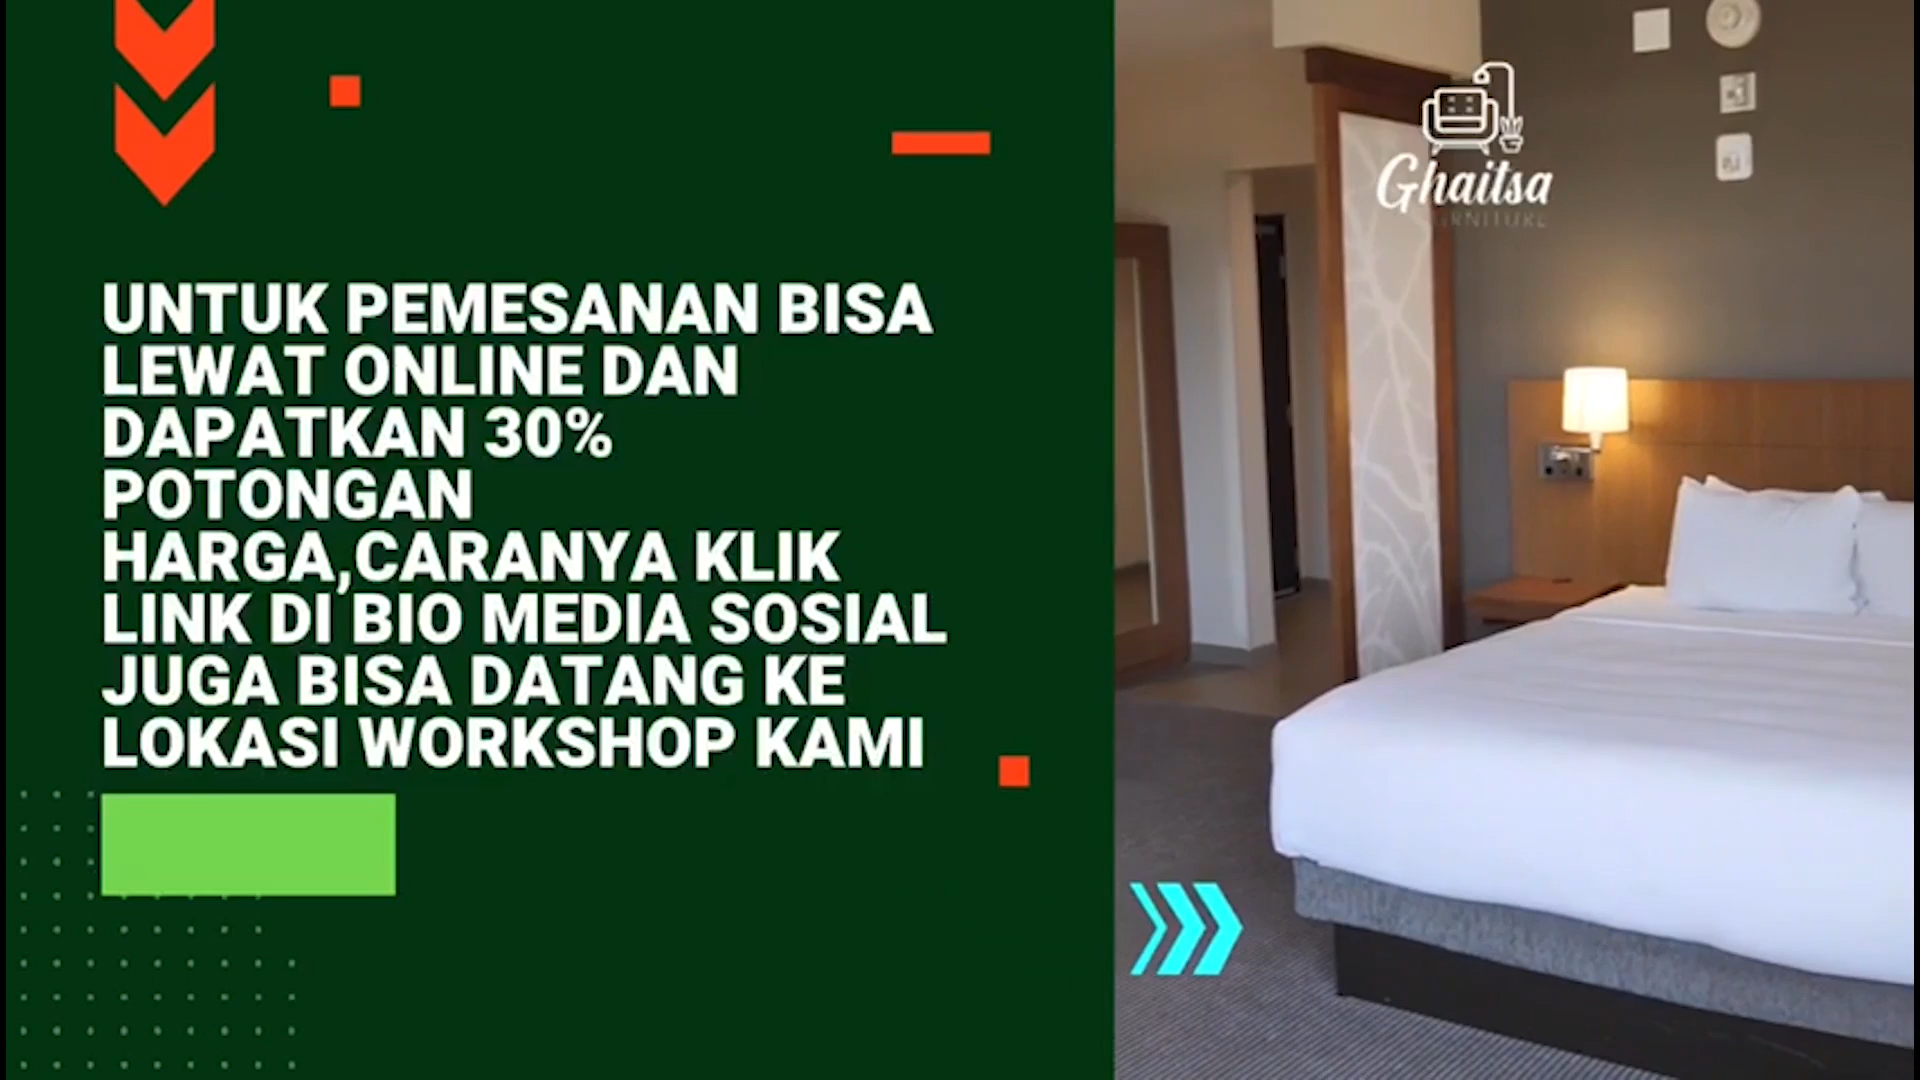 UNTUK PEMESANAN BISA
LEWAT ONLINE DAN
DAPATKAN 30%
POTONGAN
HARGA,CARANYA KLIK
LINK DI BIO MEDIA SOSIAL
JUGA BISA DATANG KE
LOKASI WORKSHOP KAMI
Ghaitsa